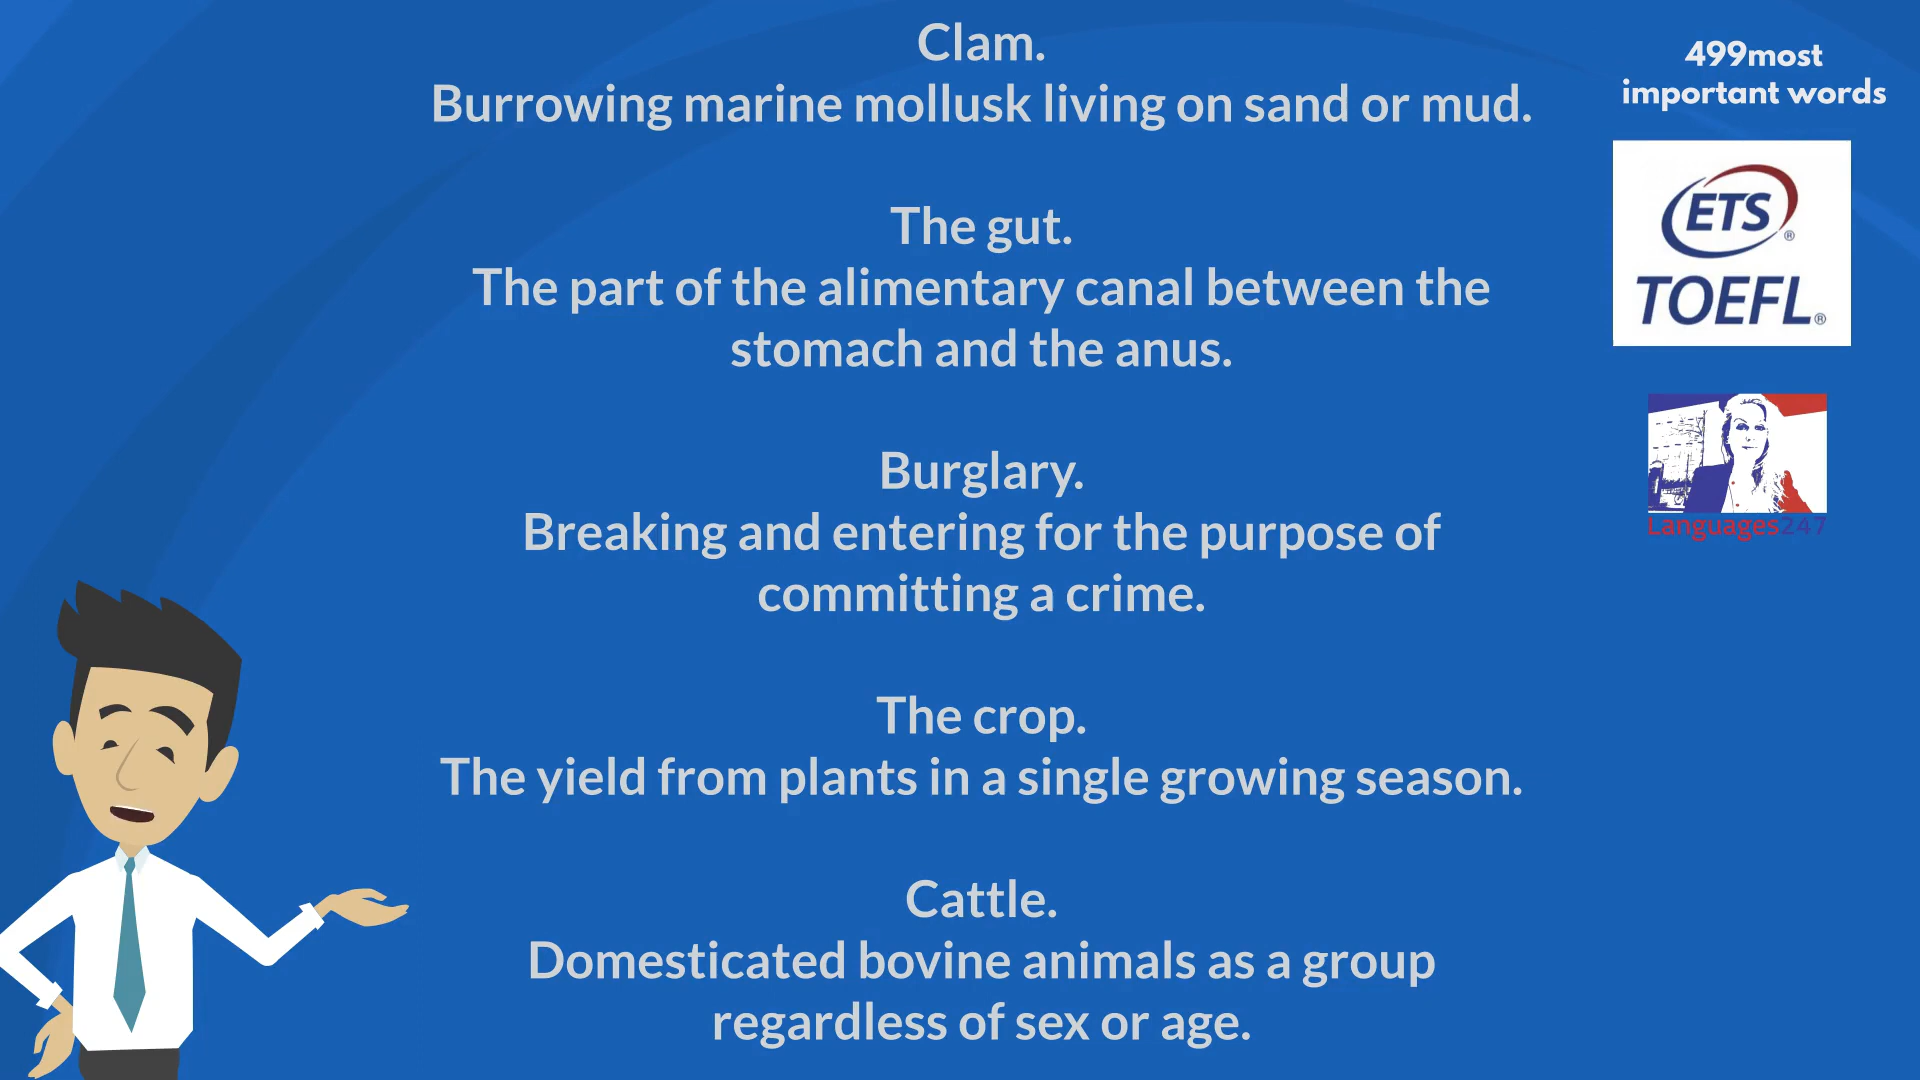 Clam.
Burrowing marine mollusk living on sand or mud.
The gut.
The part of the alimentary canal between the
stomach and the anus.
Burglary.
Breaking and entering for the purpose of
committing a crime.
The crop.
The yield from plants in a single growing season.
Cattle.
Domesticated bovine animals as a group
regardless of sex or age.
499most
important words
ETS®
TOEFL®
Languages247